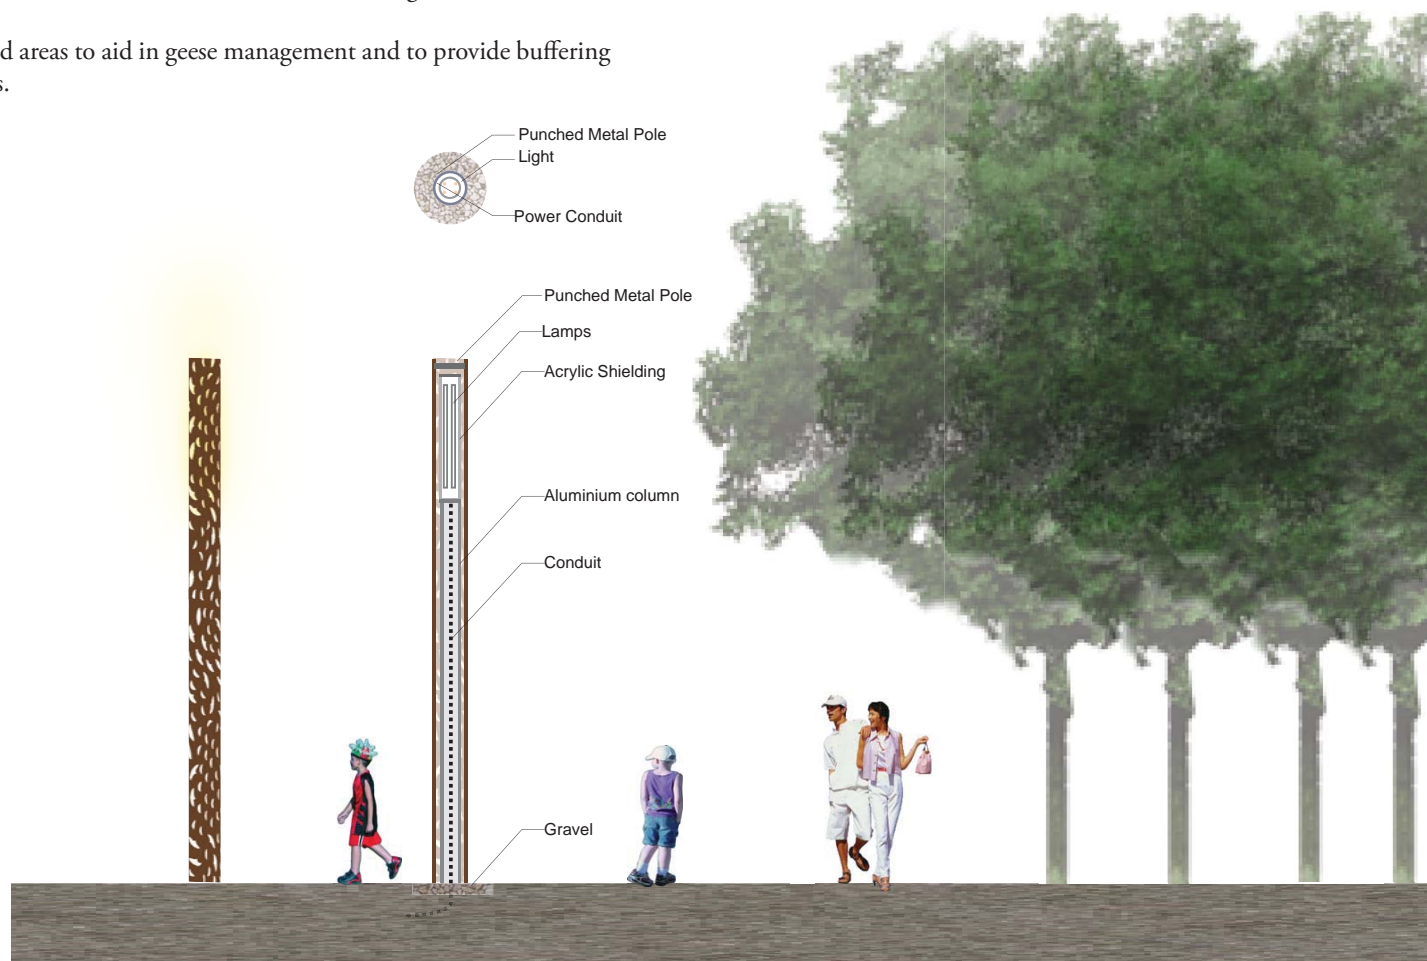 d areas to aid in geese management and to provide buffering
s.
Punched Metal Pole
Light
Power Conduit
Punched Metal Pole
Lamps
Acrylic Shielding
Aluminium column
Conduit
Gravel